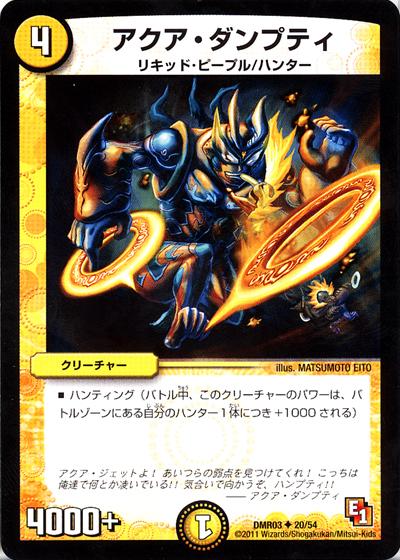 4
アクア・ダンプティ
リキッド・ピープル/ハンター
illus. MATSUMOTO EITO
クリーチャー
■ ハンティング（バトル中、このクリーチャーのパワーは、バ
トルゾーンにある自分のハンター1体につき＋1000される）
アクア・ジェットよ！ あいつらの弱点を見つけてくれ！ こっちは
俺達で何とか凌いでいる!! 気合いで向かうぞ、ハンプティ!!
── アクア・ダンプティ
4000+
1
DMR03 ◆ 20/54
©2011 Wizards/Shogakukan/Mitsui-Kids
E1